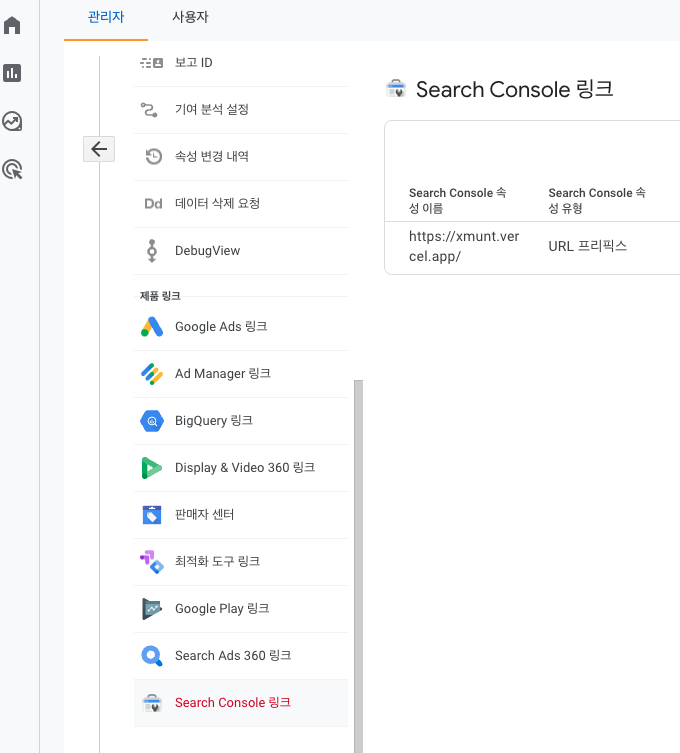 관리자
사용자
보고 ID
기여 분석 설정
속성 변경 내역
Dd 데이터 삭제 요청
DebugView
제품 링크
Google Ads 링크
Ad Manager 링크
BigQuery 링크
Display & Video 360 링크
판매자 센터
최적화 도구 링크
Google Play 링크
Search Ads 360 링크
Search Console 링크
Search Console 링크
Search Console 속
성 이름
Search Console 속
성 유형
https://xmunt.ver
cel.app/
URL 프리픽스